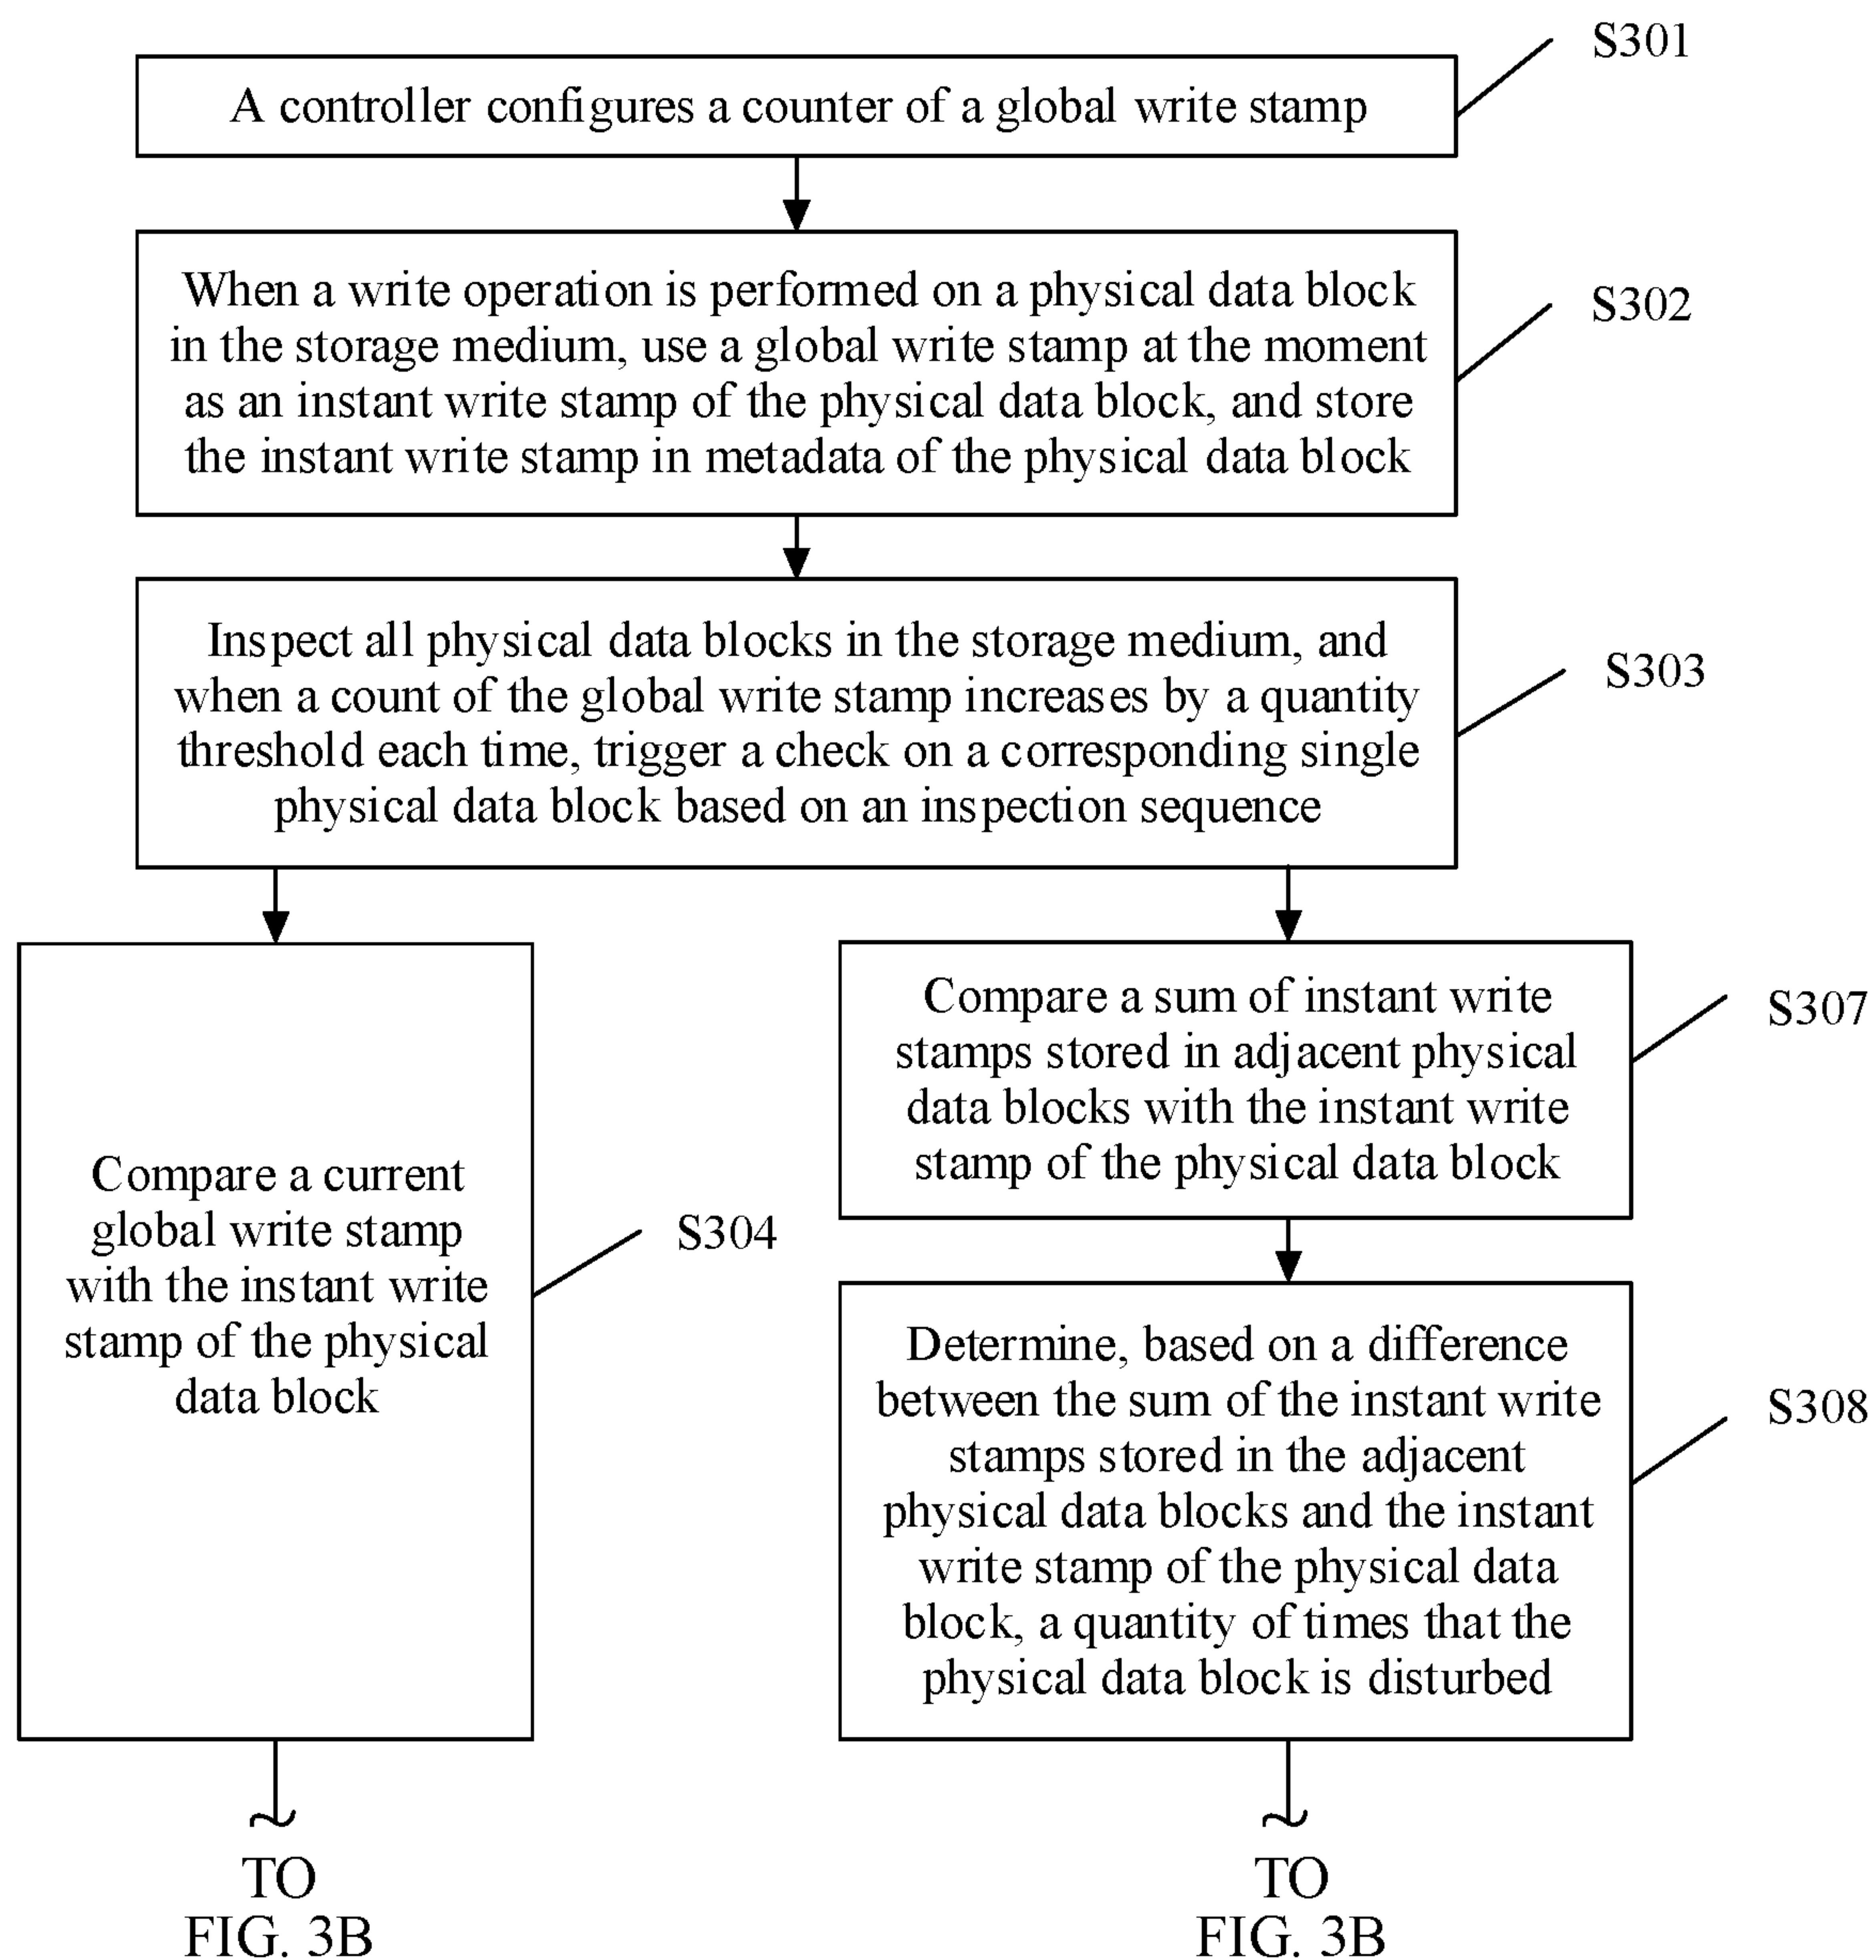 S301
A controller configures a counter of a global write stamp
When a write operation is performed on a physical data block
in the storage medium, use a global write stamp at the moment
as an instant write stamp of the physical data block, and store
the instant write stamp in metadata of the physical data block
S302
Inspect all physical data blocks in the storage medium, and
when a count of the global write stamp increases by a quantity
threshold each time, trigger a check on a corresponding single
physical data block based on an inspection sequence
S303
Compare a current
global write stamp
with the instant write
stamp of the physical
data block
S304
Compare a sum of instant write
stamps stored in adjacent physical
data blocks with the instant write
stamp of the physical data block
S307
Determine, based on a difference
between the sum of the instant write
stamps stored in the adjacent
physical data blocks and the instant
write stamp of the physical data
block, a quantity of times that the
physical data block is disturbed
S308
TO
FIG. 3B
TO
FIG. 3B